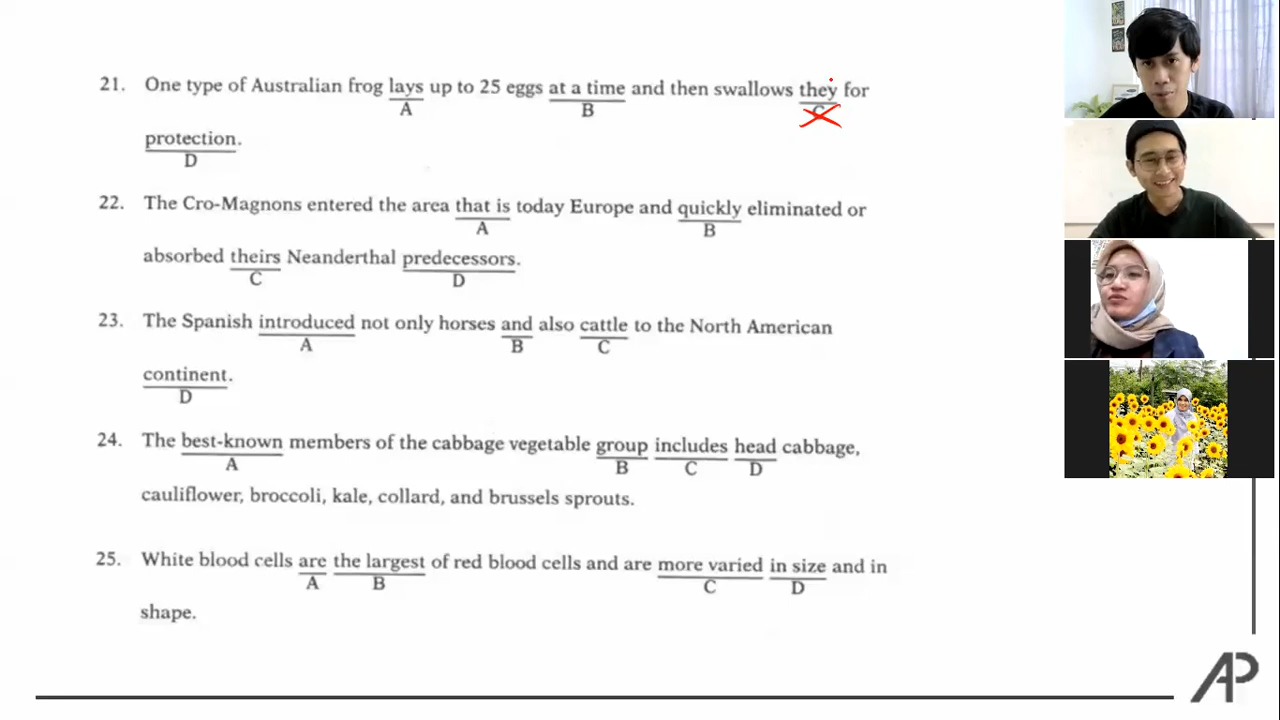 21. One type of Australian frog lays up to 25 eggs at a time and then swallows they for
A B C
protection.
D
22. The Cro-Magnons entered the area that is today Europe and quickly eliminated or
A B
absorbed theirs Neanderthal predecessors.
C D
23. The Spanish introduced not only horses and also cattle to the North American
A B C
continent.
D
24. The best-known members of the cabbage vegetable group includes head cabbage,
A B C D
cauliflower, broccoli, kale, collard, and brussels sprouts.
25. White blood cells are the largest of red blood cells and are more varied in size and in
A B C D
shape.
AP